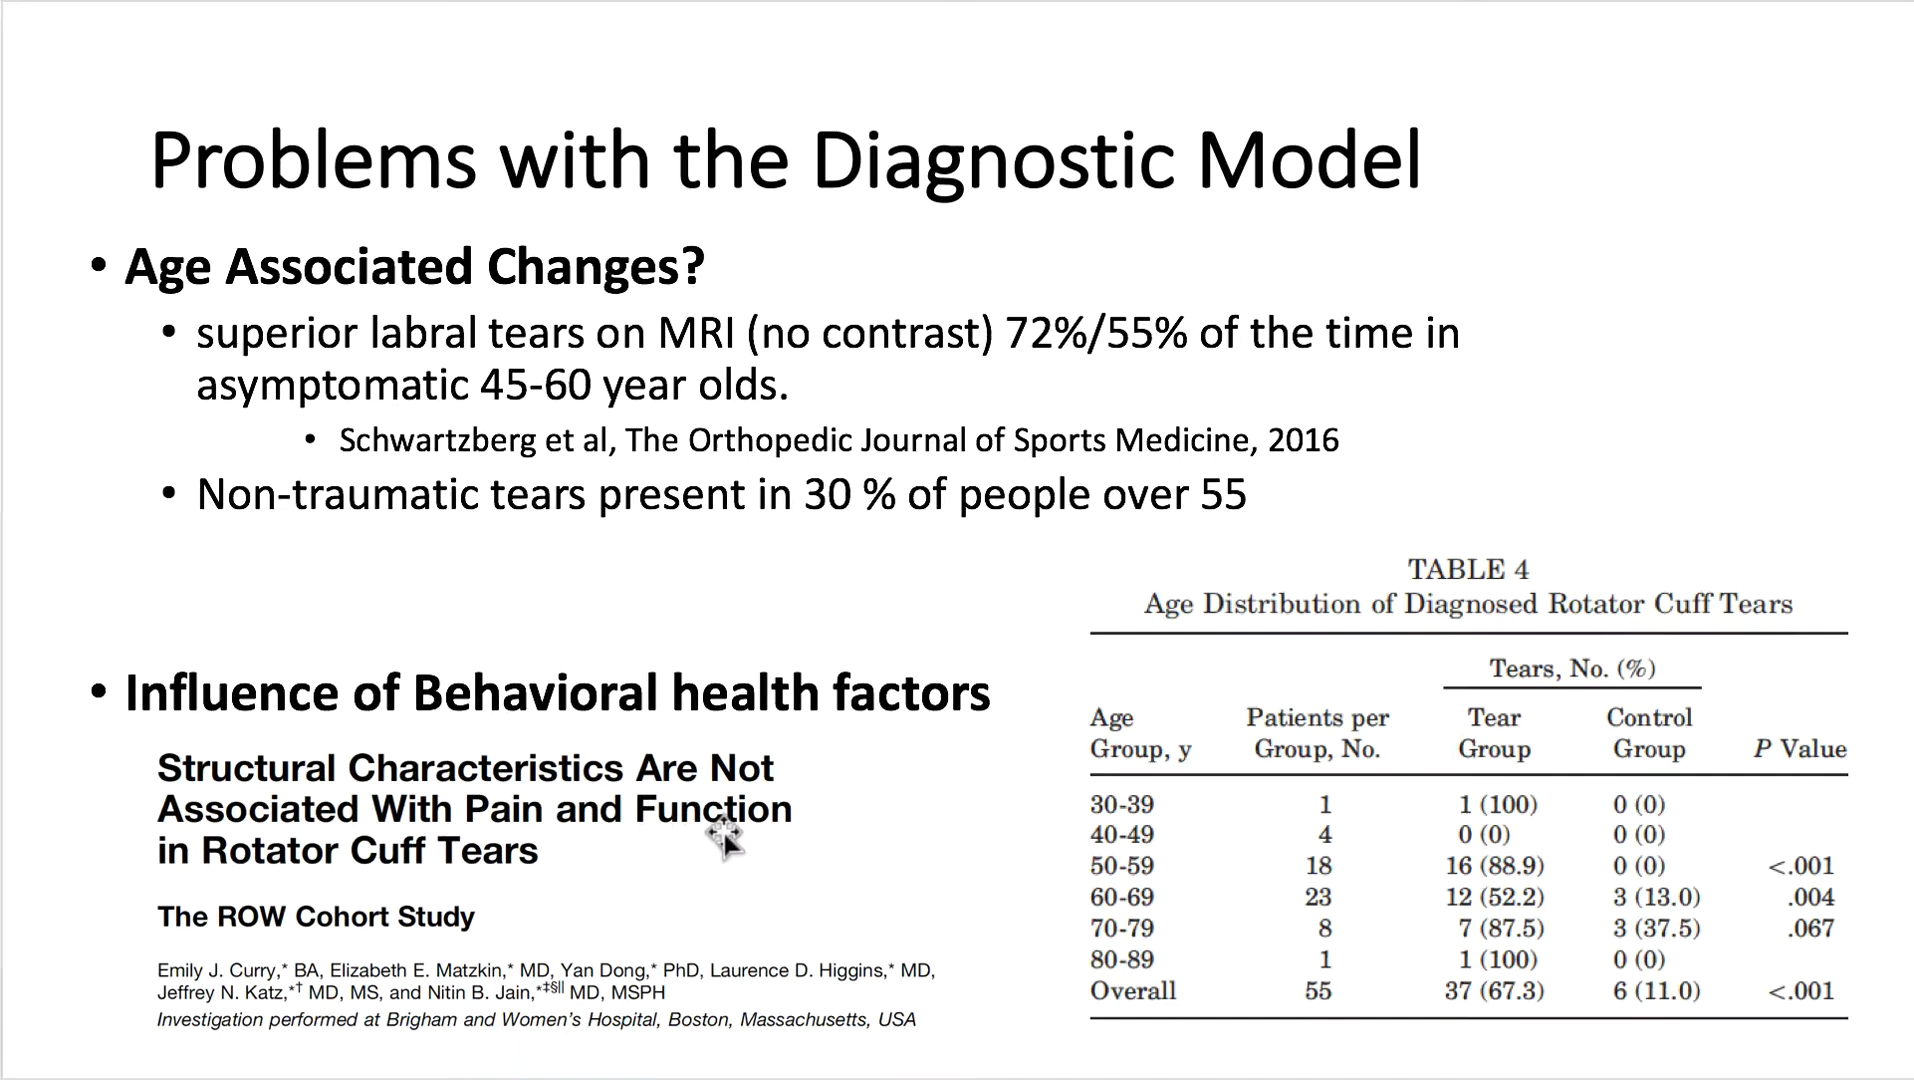 Problems with the Diagnostic Model
• Age Associated Changes?
• superior labral tears on MRI (no contrast) 72%/55% of the time in
asymptomatic 45-60 year olds.
• Schwartzberg et al, The Orthopedic Journal of Sports Medicine, 2016
• Non-traumatic tears present in 30 % of people over 55
• Influence of Behavioral health factors
Structural Characteristics Are Not
Associated With Pain and Function
in Rotator Cuff Tears
The ROW Cohort Study
Emily J. Curry,* BA, Elizabeth E. Matzkin,* MD, Yan Dong,* PhD, Laurence D. Higgins,* MD,
Jeffrey N. Katz,*† MD, MS, and Nitin B. Jain,*‡§|| MD, MSPH
Investigation performed at Brigham and Women's Hospital, Boston, Massachusetts, USA
TABLE 4
Age Distribution of Diagnosed Rotator Cuff Tears
Tears, No. (%)
Age Patients per Tear Control
Group, y Group, No. Group Group P Value
30-39 1 1 (100) 0 (0)
40-49 4 0 (0) 0 (0)
50-59 18 16 (88.9) 0 (0) <.001
60-69 23 12 (52.2) 3 (13.0) .004
70-79 8 7 (87.5) 3 (37.5) .067
80-89 1 1 (100) 0 (0)
Overall 55 37 (67.3) 6 (11.0) <.001